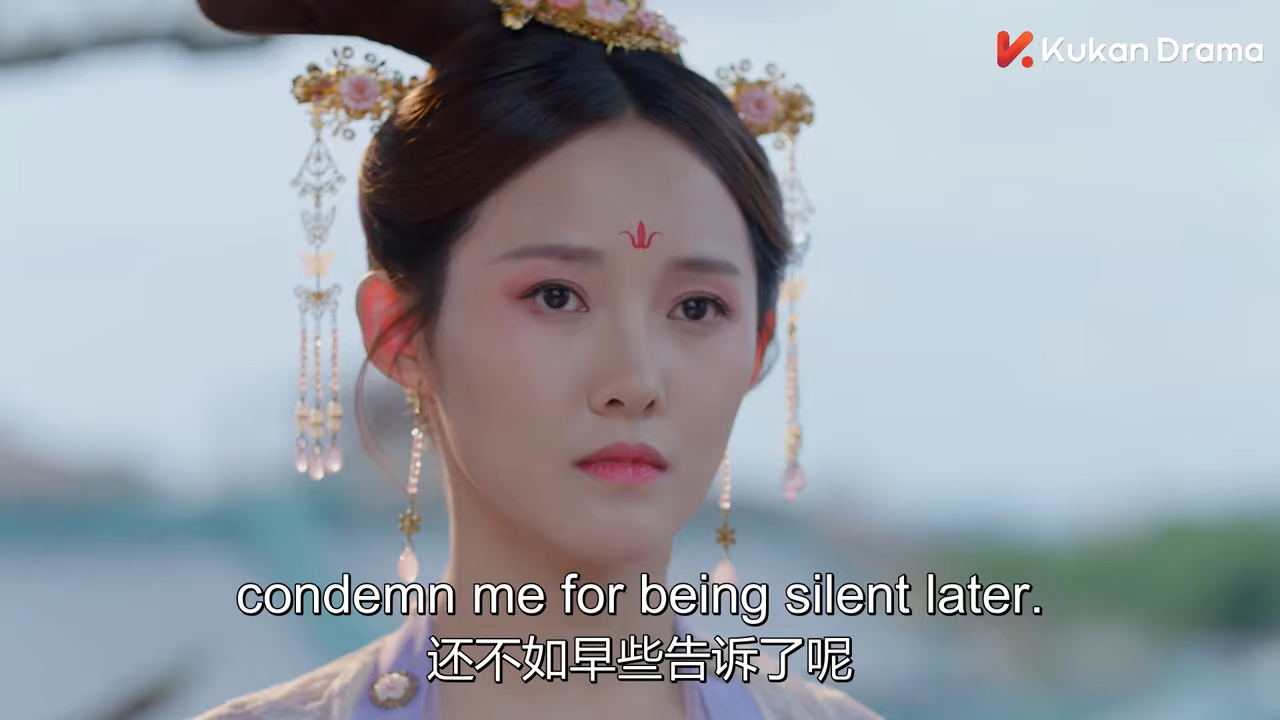 Kukan Drama
condemn me for being silent later.
还不如早些告诉了呢